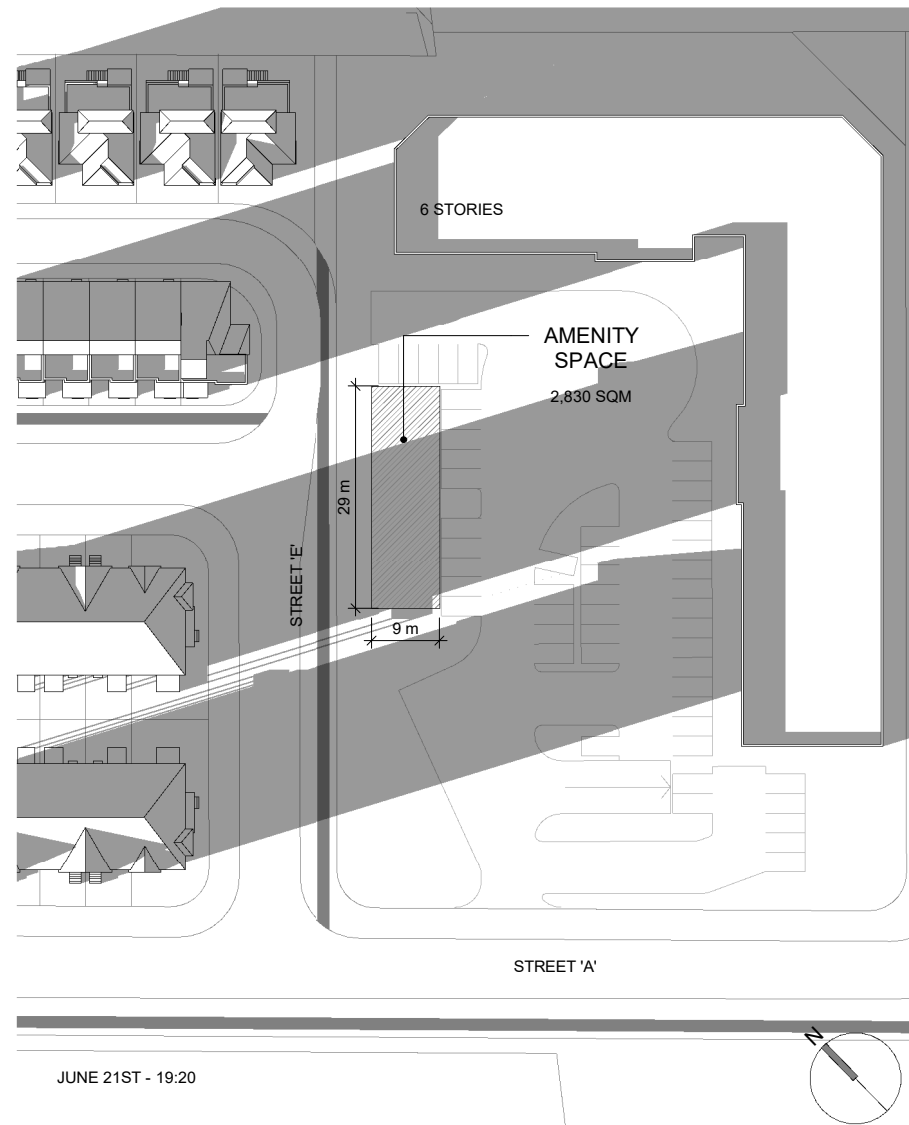 6 STORIES
AMENITY
SPACE
2,830 SQM
29 m
STREET 'E'
9 m
STREET 'A'
N
JUNE 21ST - 19:20